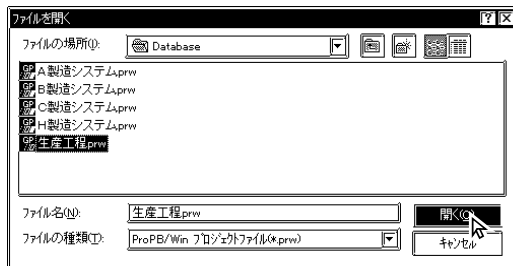 ファイルを開く
ファイルの場所(I):
Database
A製造システム.prw
B製造システム.prw
C製造システム.prw
H製造システム.prw
生産工程.prw
ファイル名(N):
生産工程.prw
開く(O)
ファイルの種類(T):
ProPB/Win プロジェクトファイル(*.prw)
キャンセル